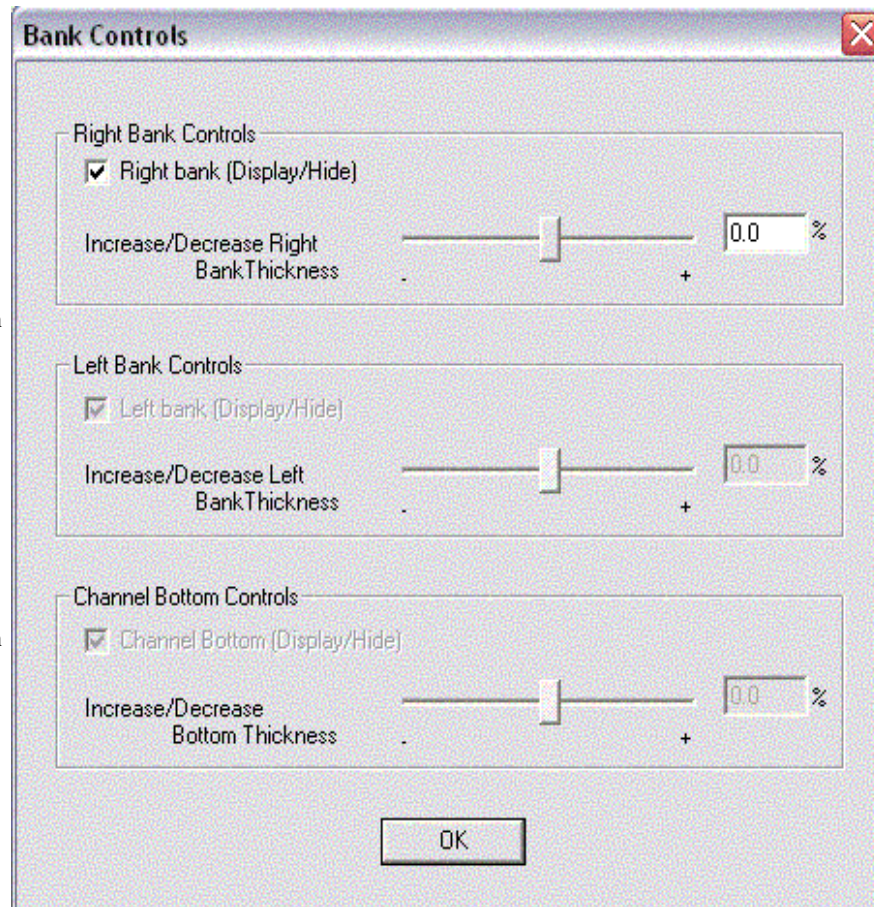 Bank Controls
Right Bank Controls
Right bank (Display/Hide)
Increase/Decrease Right
BankThickness
- +
0.0 %
Left Bank Controls
Left bank (Display/Hide)
Increase/Decrease Left
BankThickness
- +
0.0 %
Channel Bottom Controls
Channel Bottom (Display/Hide)
Increase/Decrease
Bottom Thickness
- +
0.0 %
OK